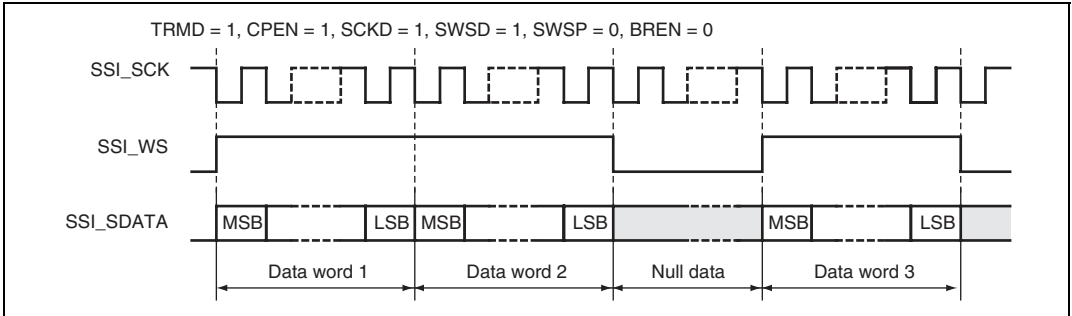 TRMD = 1, CPEN = 1, SCKD = 1, SWSD = 1, SWSP = 0, BREN = 0
SSI_SCK
SSI_WS
SSI_SDATA
MSB LSB MSB LSB MSB LSB
Data word 1 Data word 2 Null data Data word 3